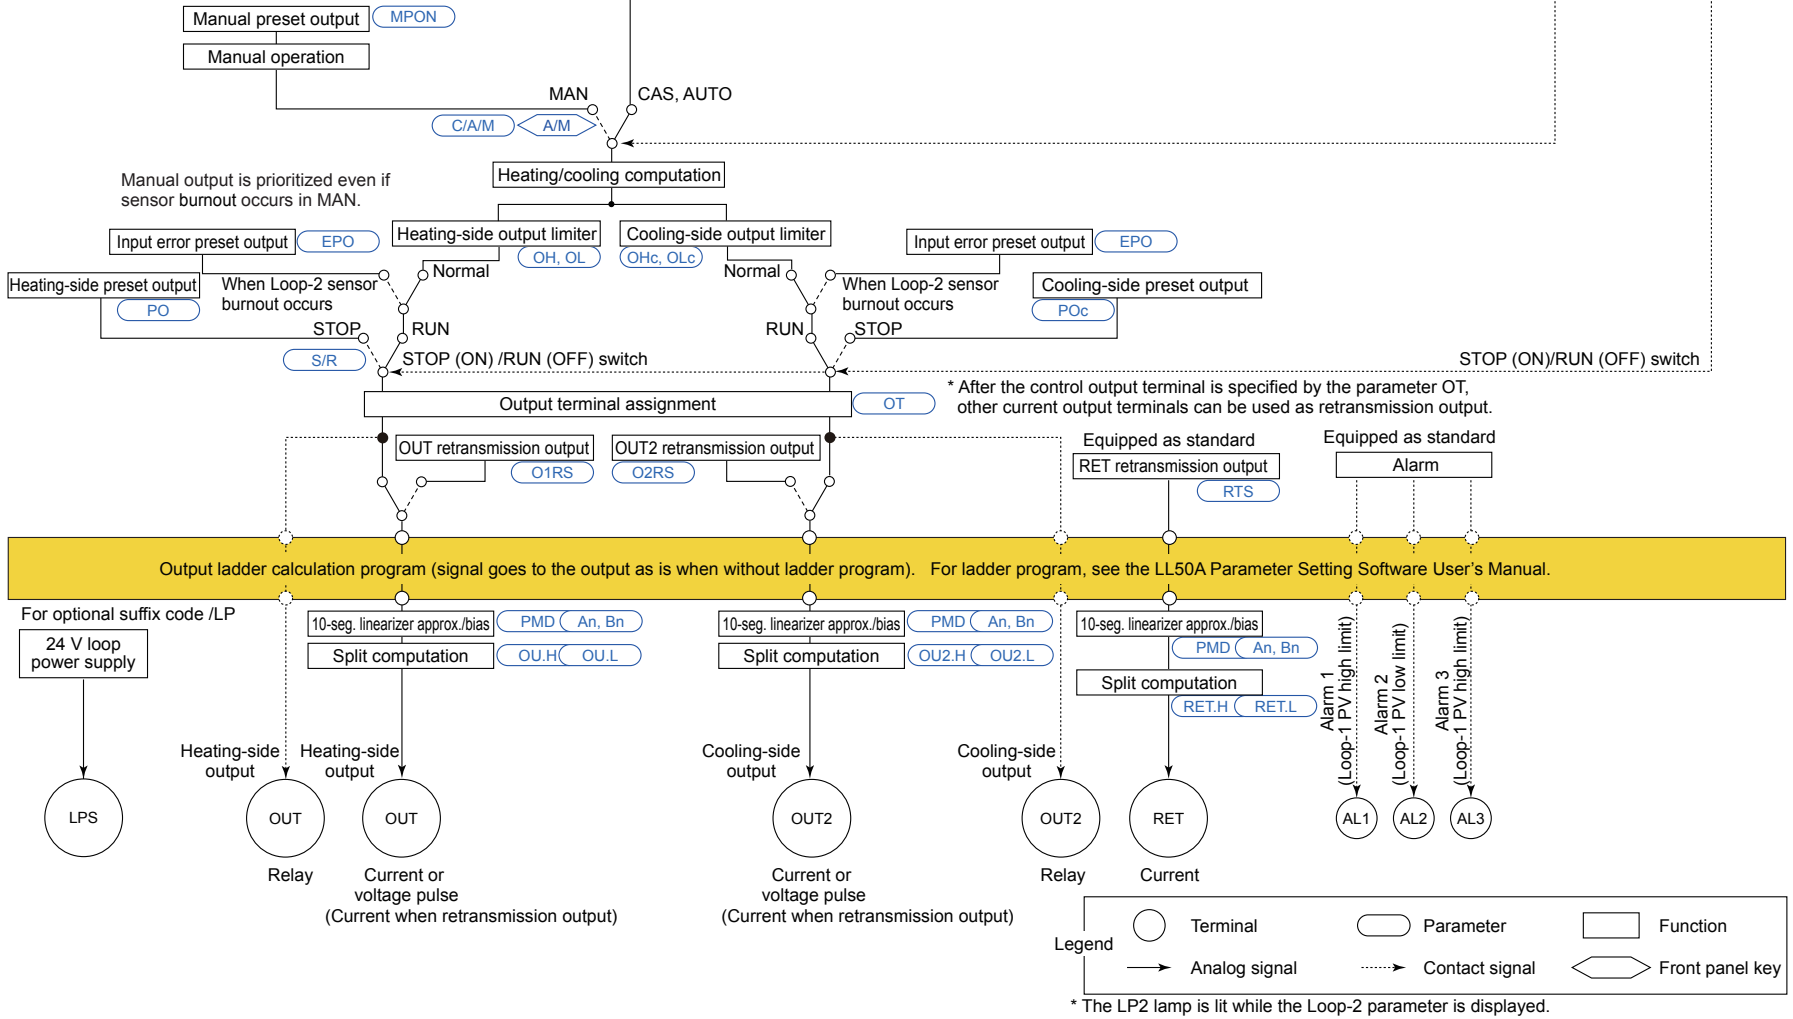 Manual preset output
MPON
Manual operation
MAN
CAS, AUTO
C/A/M
A/M
Heating/cooling computation
Manual output is prioritized even if
sensor burnout occurs in MAN.
Input error preset output
EPO
Heating-side output limiter
OH, OL
Cooling-side output limiter
OHc, OLc
Input error preset output
EPO
Normal
Normal
Heating-side preset output
PO
When Loop-2 sensor
burnout occurs
When Loop-2 sensor
burnout occurs
Cooling-side preset output
POc
STOP
RUN
RUN
STOP
S/R
STOP (ON) /RUN (OFF) switch
STOP (ON)/RUN (OFF) switch
Output terminal assignment
OT
* After the control output terminal is specified by the parameter OT,
other current output terminals can be used as retransmission output.
OUT retransmission output
O1RS
OUT2 retransmission output
O2RS
Equipped as standard
RET retransmission output
RTS
Equipped as standard
Alarm
Output ladder calculation program (signal goes to the output as is when without ladder program). For ladder program, see the LL50A Parameter Setting Software User's Manual.
For optional suffix code /LP
24 V loop
power supply
10-seg. linearizer approx./bias
PMD
An, Bn
Split computation
OU.H
OU.L
10-seg. linearizer approx./bias
PMD
An, Bn
Split computation
OU2.H
OU2.L
10-seg. linearizer approx./bias
PMD
An, Bn
Split computation
RET.H
RET.L
Alarm 1
(Loop-1 PV high limit)
Alarm 2
(Loop-1 PV low limit)
Alarm 3
(Loop-1 PV high limit)
Heating-side
output
Heating-side
output
Cooling-side
output
Cooling-side
output
LPS
OUT
OUT
OUT2
OUT2
RET
AL1
AL2
AL3
Relay
Current or
voltage pulse
(Current when retransmission output)
Current or
voltage pulse
(Current when retransmission output)
Relay
Current
Legend
Terminal
Parameter
Function
Analog signal
Contact signal
Front panel key
* The LP2 lamp is lit while the Loop-2 parameter is displayed.